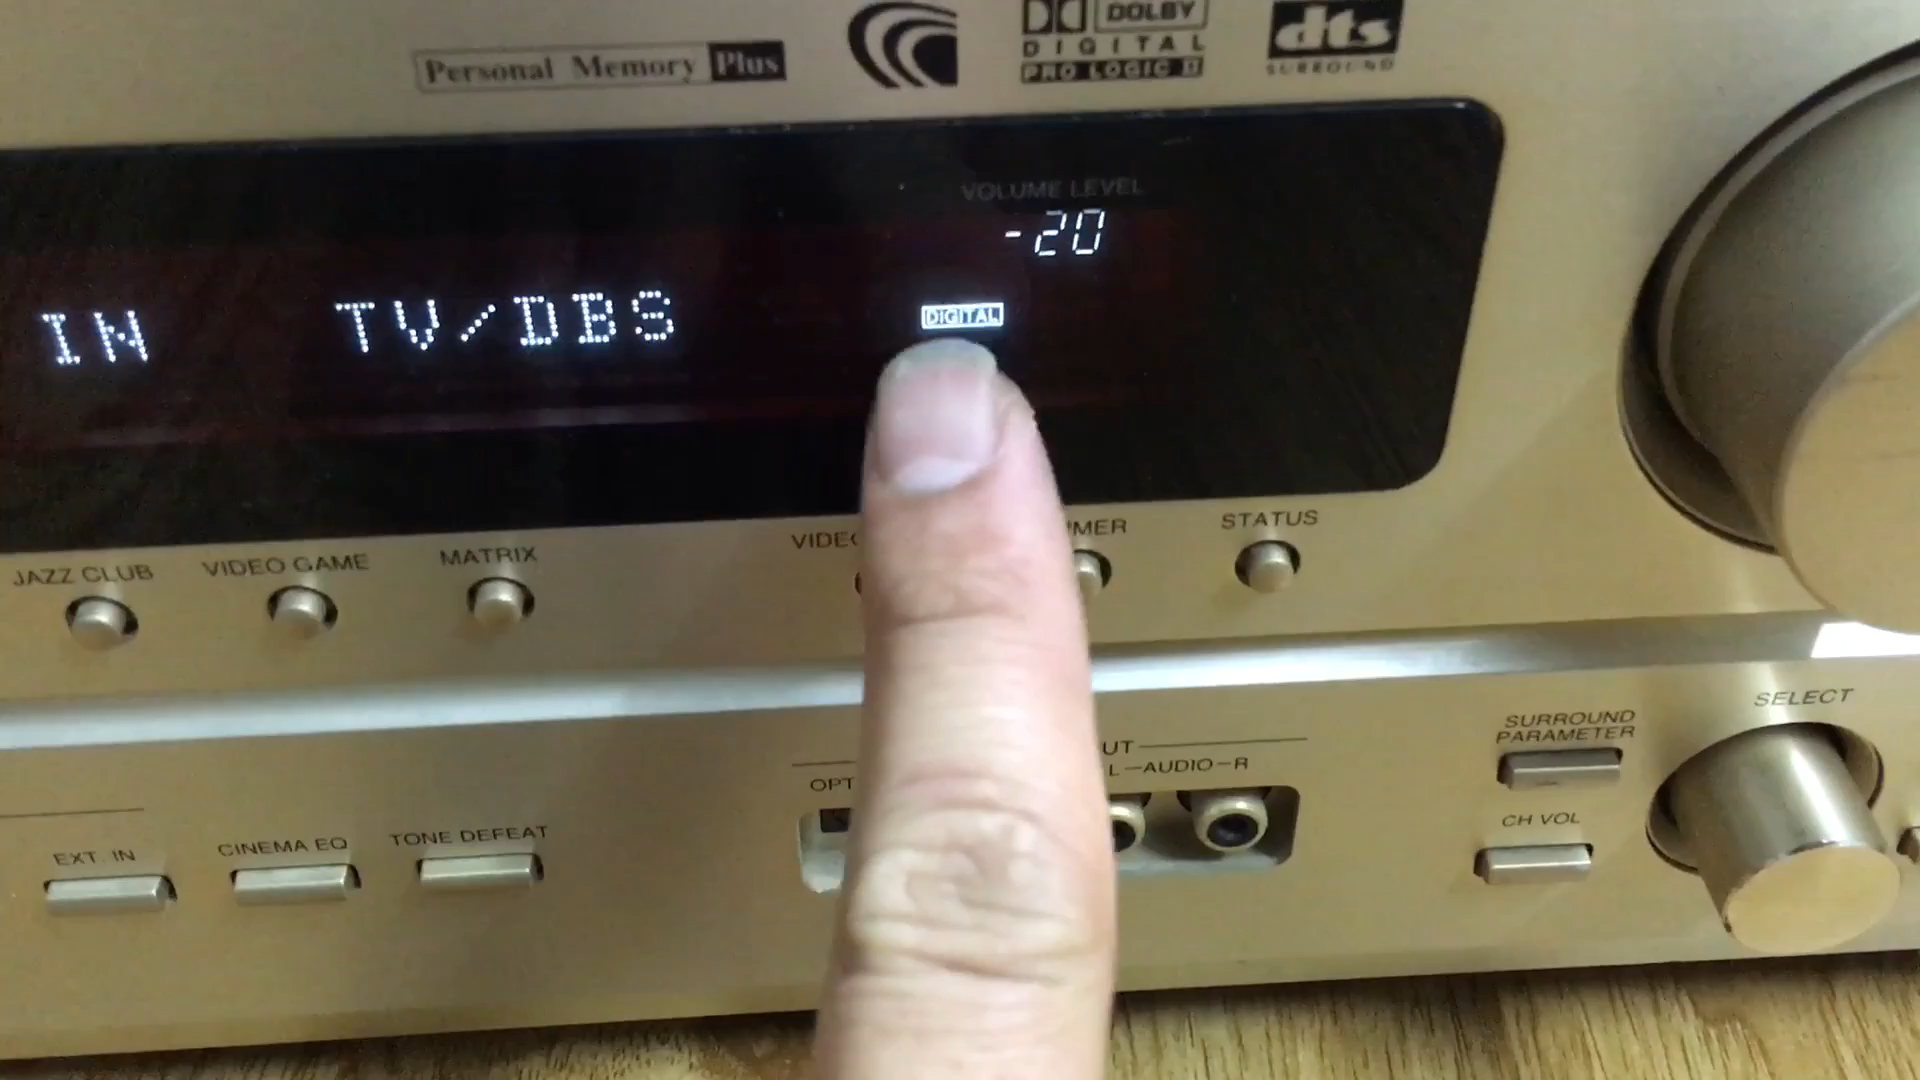 Personal Memory Plus
DOLBY
DIGITAL
PRO LOGIC II
dts
SURROUND
VOLUME LEVEL
-20
IN TV/DBS
DIGITAL
JAZZ CLUB
VIDEO GAME
MATRIX
STATUS
SURROUND
PARAMETER
SELECT
L-AUDIO-R
CH VOL
EXT. IN
CINEMA EQ
TONE DEFEAT